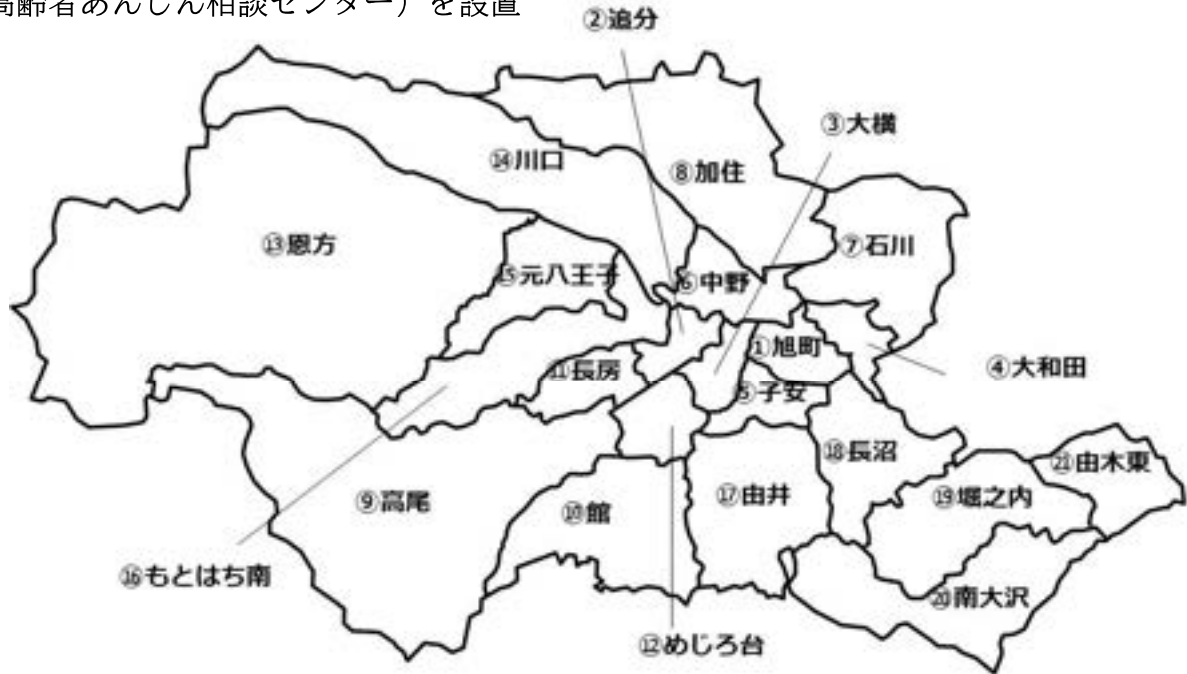 高齢者あんしん相談センター）を設置
②追分
③大横
⑭川口
⑧加住
⑬恩方
⑦石川
⑮元八王子
⑥中野
①旭町
④大和田
⑪長房
⑤子安
⑱長沼
㉑由木東
⑨高尾
⑩館
⑰由井
⑲堀之内
⑯もとはち南
⑳南大沢
⑫めじろ台